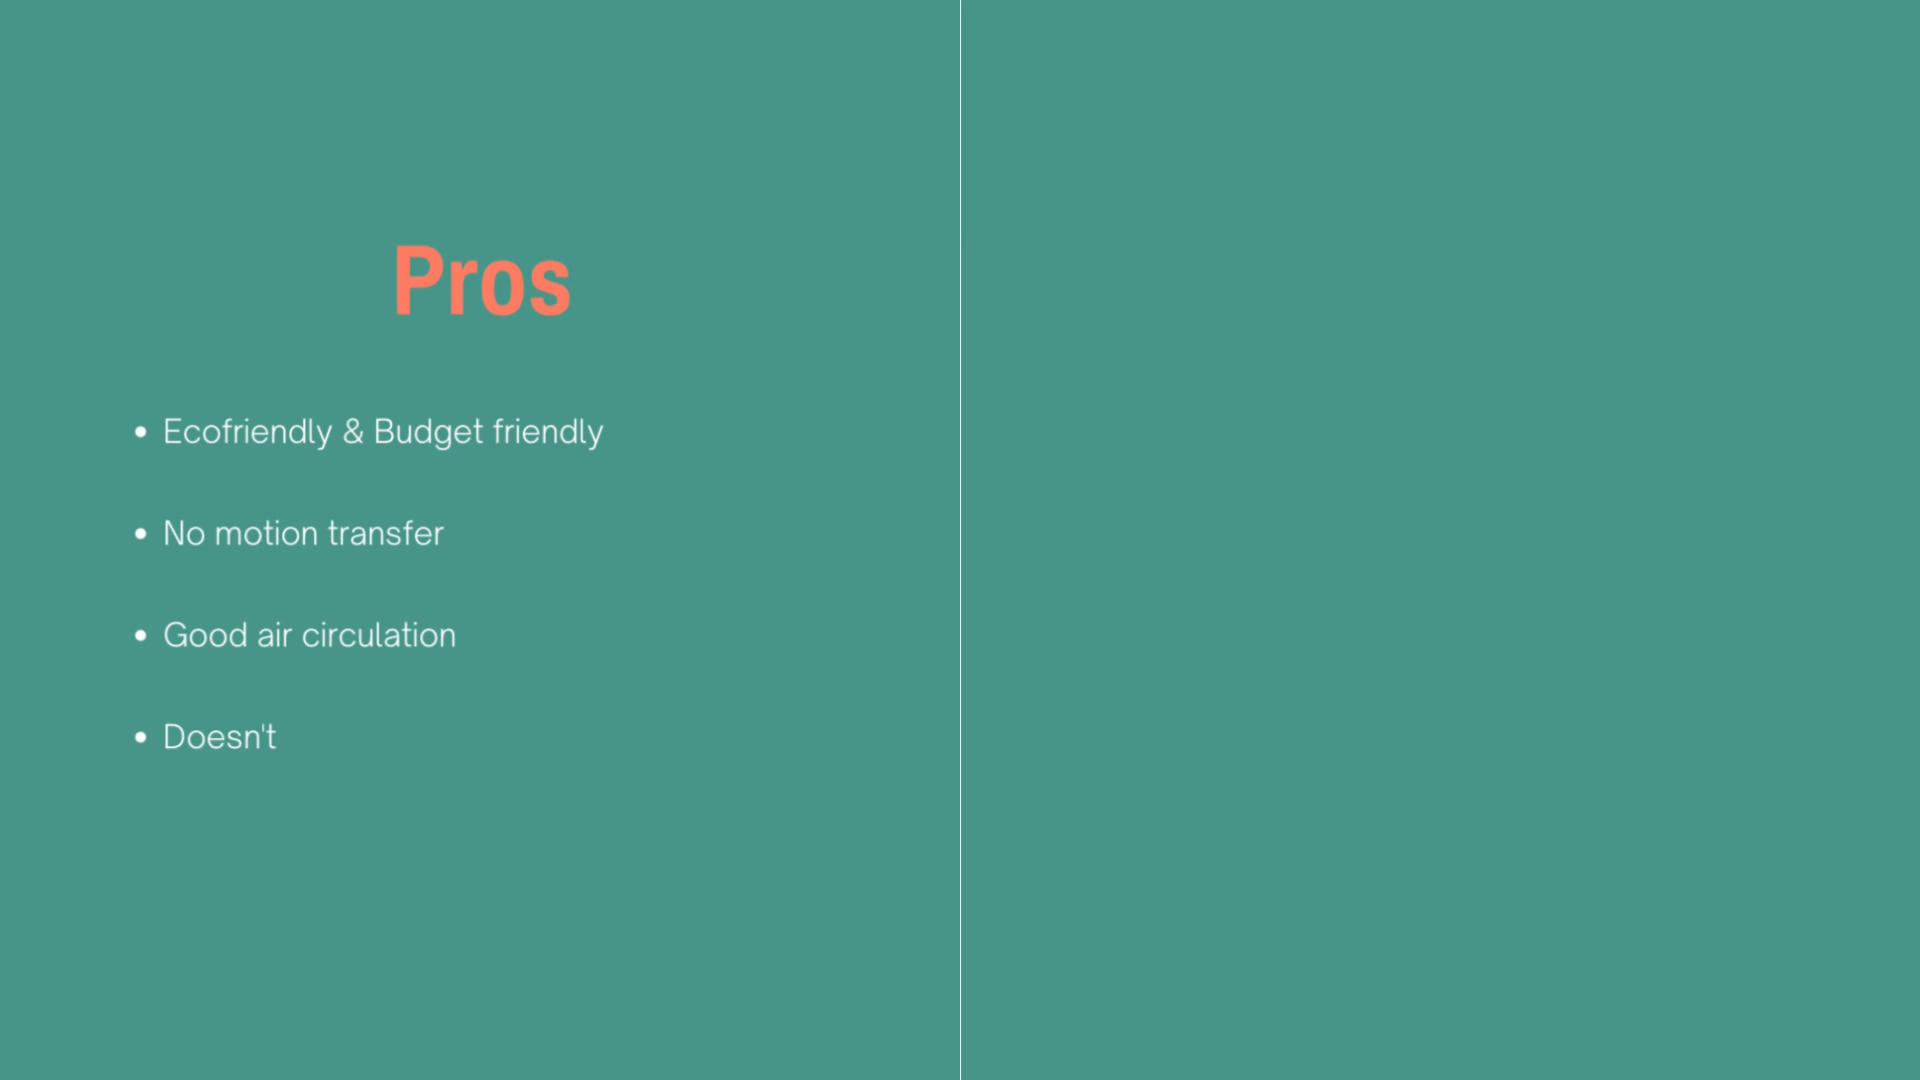 Pros
• Ecofriendly & Budget friendly
• No motion transfer
• Good air circulation
• Doesn't